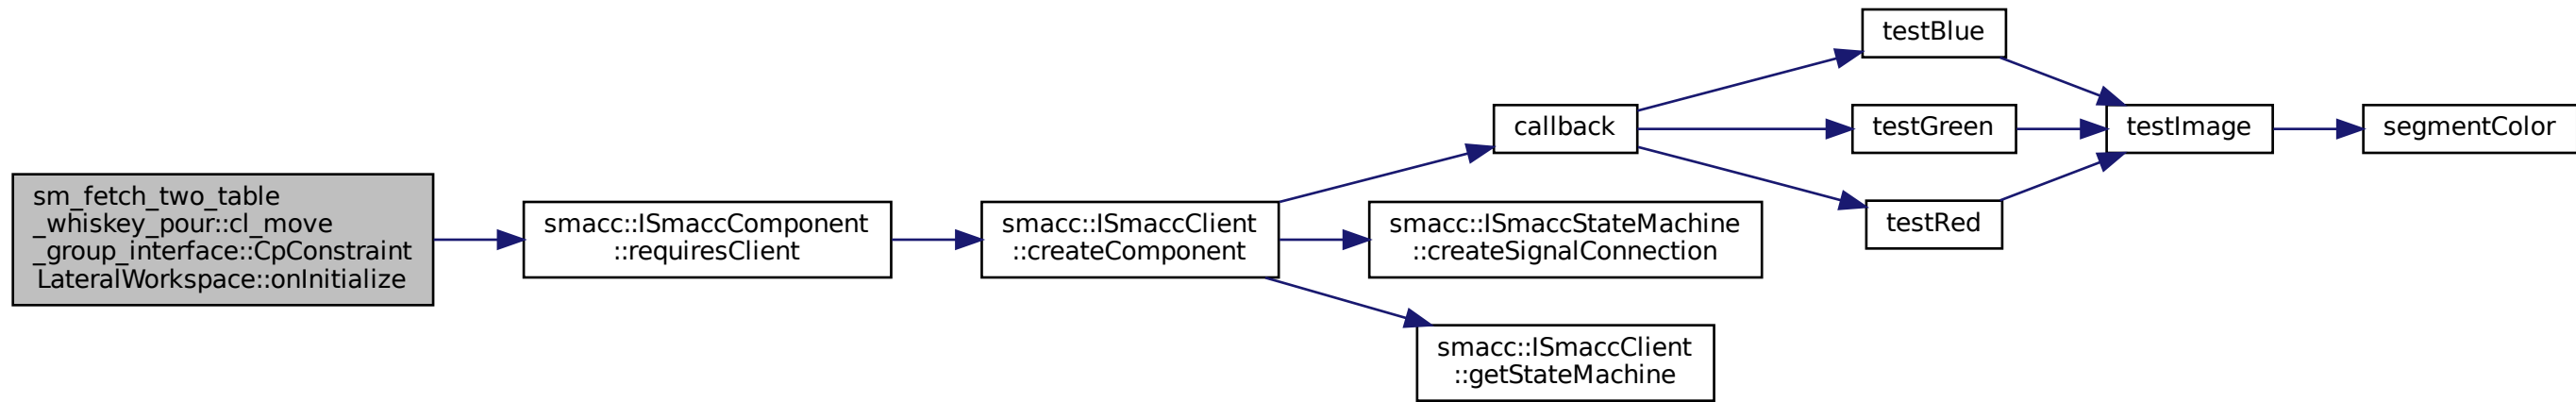 sm_fetch_two_table
_whiskey_pour::cl_move
_group_interface::CpConstraint
LateralWorkspace::onInitialize
smacc::ISmaccComponent
::requiresClient
smacc::ISmaccClient
::createComponent
callback
smacc::ISmaccStateMachine
::createSignalConnection
smacc::ISmaccClient
::getStateMachine
testBlue
testGreen
testRed
testImage
segmentColor